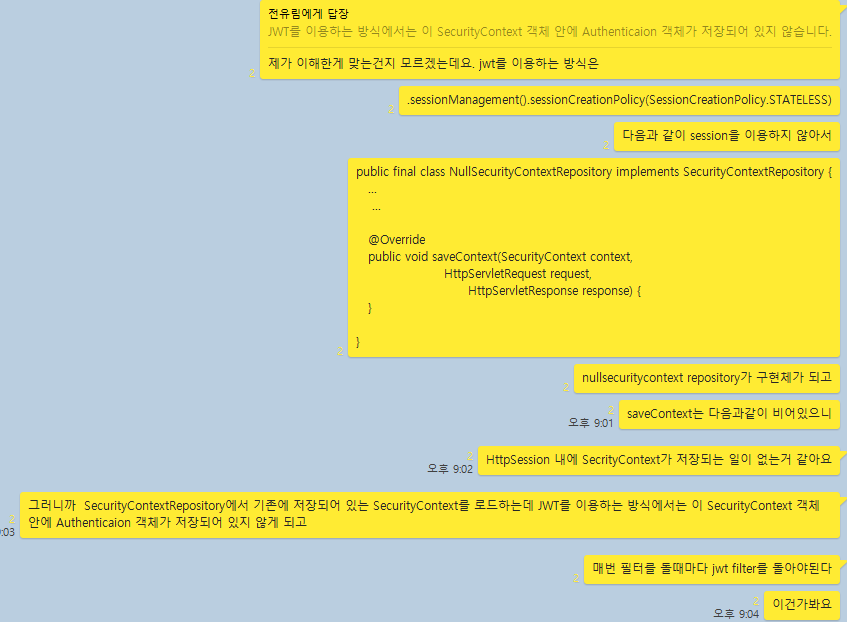 전유림에게 답장
JWT를 이용하는 방식에서는 이 SecurityContext 객체 안에 Authenticaion 객체가 저장되어 있지 않습니다.
제가 이해한게 맞는건지 모르겠는데요. jwt를 이용하는 방식은
2
.sessionManagement().sessionCreationPolicy(SessionCreationPolicy.STATELESS)
2
다음과 같이 session을 이용하지 않아서
2
public final class NullSecurityContextRepository implements SecurityContextRepository {
...
...
@Override
public void saveContext(SecurityContext context,
HttpServletRequest request,
HttpServletResponse response) {
}
}
2
nullsecuritycontext repository가 구현체가 되고
2
saveContext는 다음과같이 비어있으니
2
오후 9:01
HttpSession 내에 SecrityContext가 저장되는 일이 없는거 같아요
2
오후 9:02
그러니까 SecurityContextRepository에서 기존에 저장되어 있는 SecurityContext를 로드하는데 JWT를 이용하는 방식에서는 이 SecurityContext 객체
안에 Authenticaion 객체가 저장되어 있지 않게 되고
2
:03
매번 필터를 돌때마다 jwt filter를 돌아야된다
2
이건가봐요
2
오후 9:04